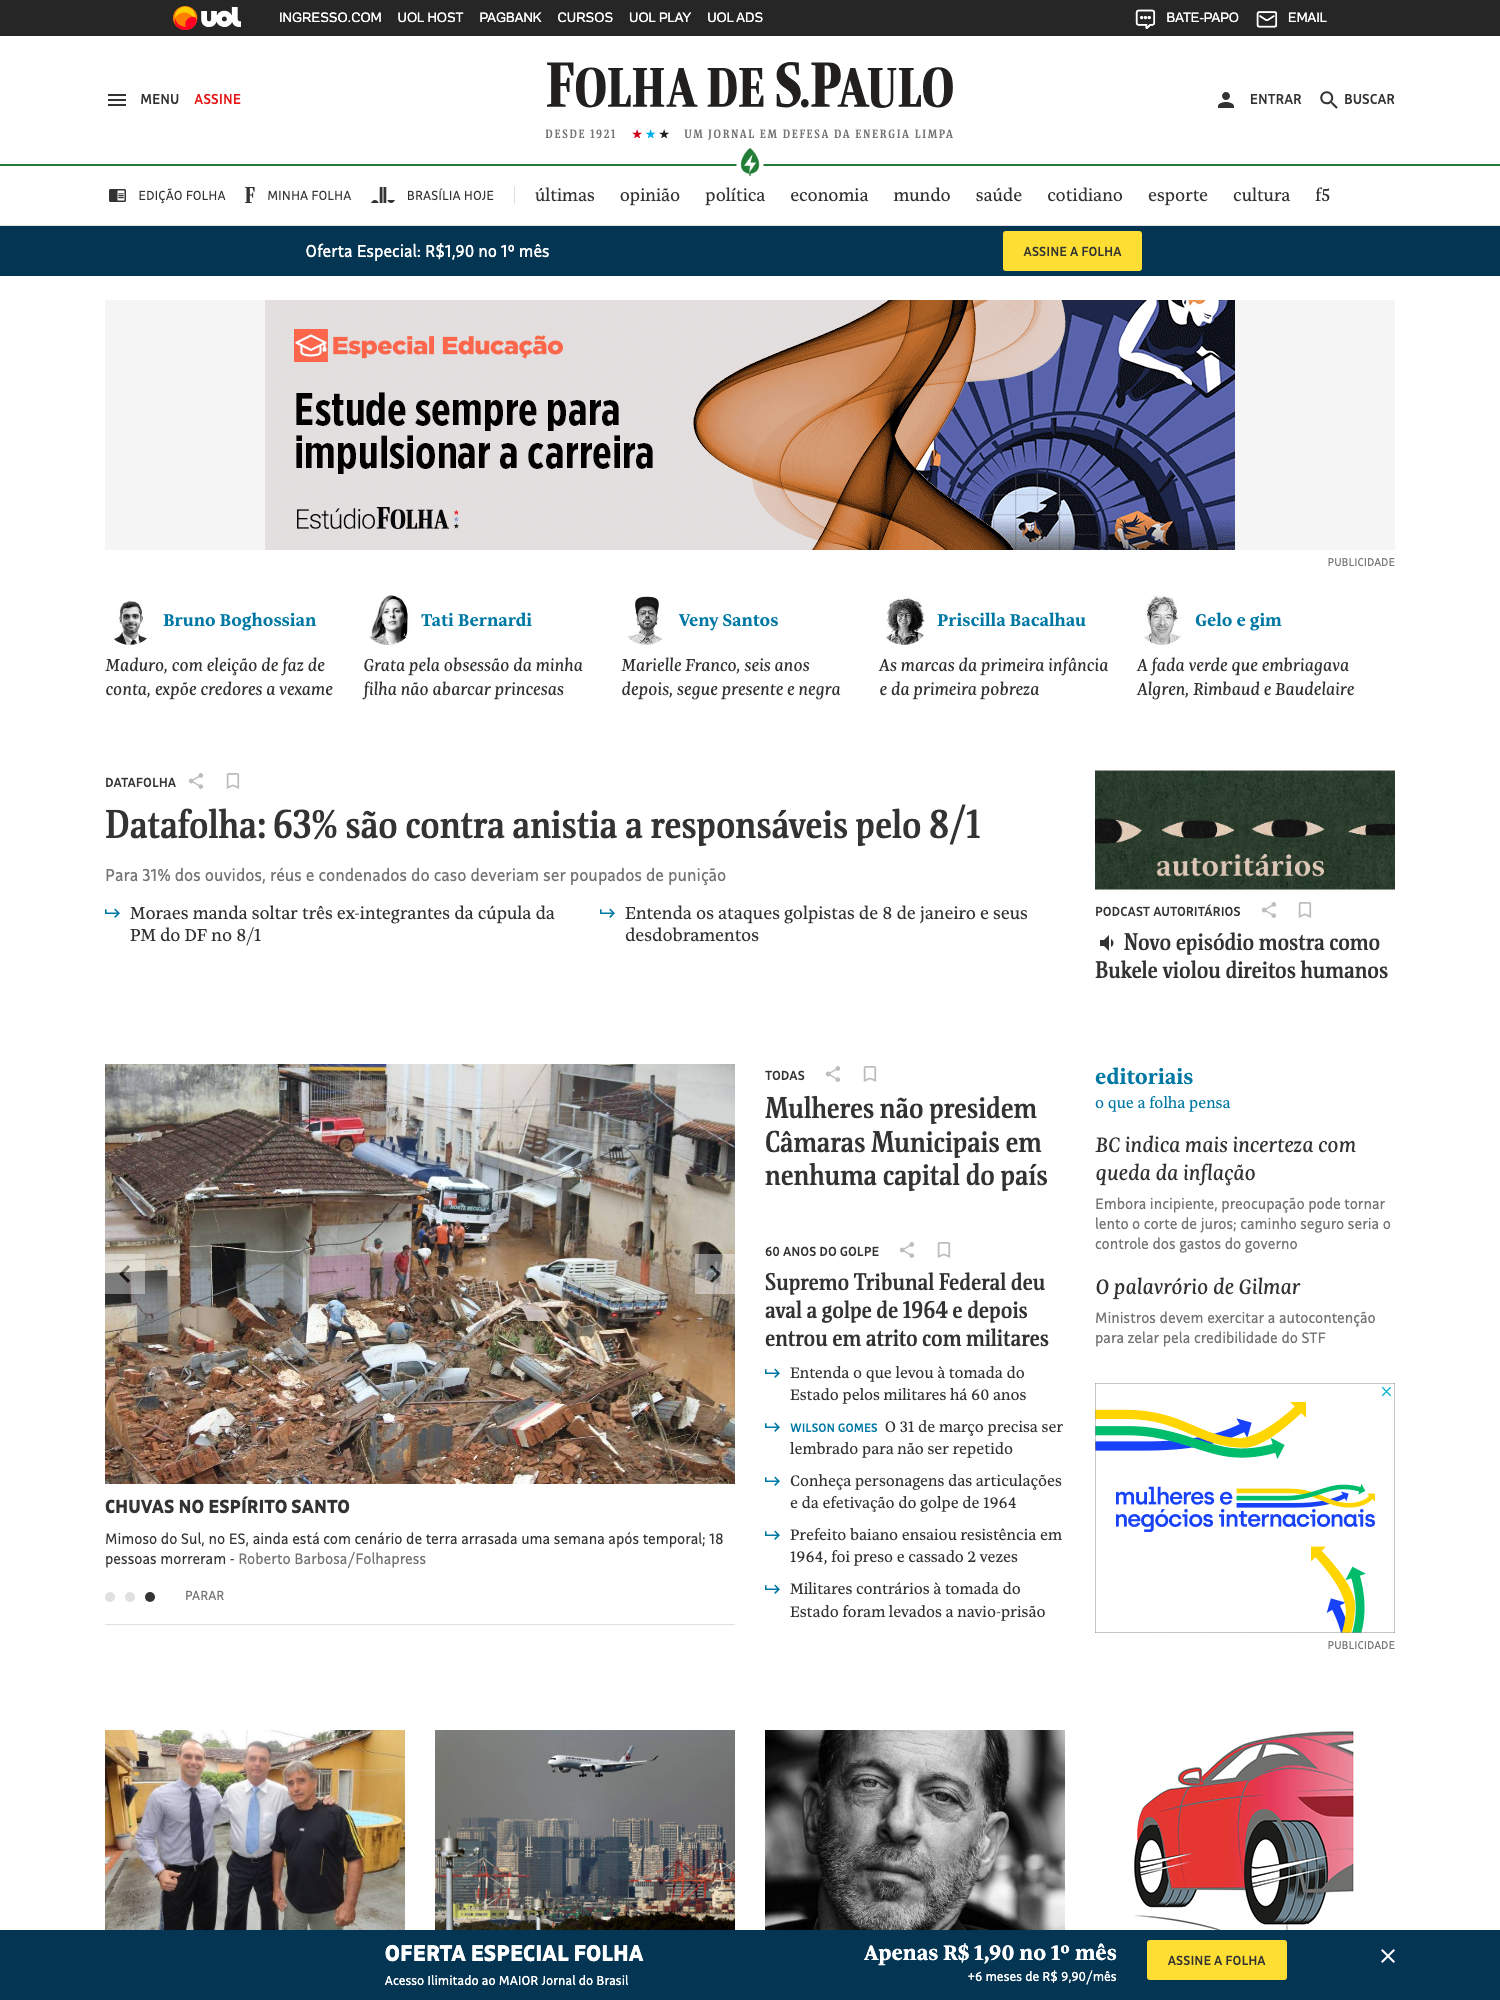 uol
INGRESSO.COM UOL HOST PAGBANK CURSOS UOL PLAY UOL ADS
BATE-PAPO EMAIL
MENU ASSINE
FOLHA DE S.PAULO
DESDE 1921 ★★★ UM JORNAL EM DEFESA DA ENERGIA LIMPA
ENTRAR BUSCAR
EDIÇÃO FOLHA F MINHA FOLHA BRASÍLIA HOJE últimas opinião política economia mundo saúde cotidiano esporte cultura f5
Oferta Especial: R$1,90 no 1º mês
ASSINE A FOLHA
Especial Educação
Estude sempre para
impulsionar a carreira
EstúdioFOLHA
PUBLICIDADE
Bruno Boghossian
Maduro, com eleição de faz de
conta, expõe credores a vexame
Tati Bernardi
Grata pela obsessão da minha
filha não abarcar princesas
Veny Santos
Marielle Franco, seis anos
depois, segue presente e negra
Priscilla Bacalhau
As marcas da primeira infância
e da primeira pobreza
Gelo e gim
A fada verde que embriagava
Algren, Rimbaud e Baudelaire
DATAFOLHA
Datafolha: 63% são contra anistia a responsáveis pelo 8/1
Para 31% dos ouvidos, réus e condenados do caso deveriam ser poupados de punição
Moraes manda soltar três ex-integrantes da cúpula da
PM do DF no 8/1
Entenda os ataques golpistas de 8 de janeiro e seus
desdobramentos
autoritários
PODCAST AUTORITÁRIOS
Novo episódio mostra como
Bukele violou direitos humanos
NORTE RECICLA
CHUVAS NO ESPÍRITO SANTO
Mimoso do Sul, no ES, ainda está com cenário de terra arrasada uma semana após temporal; 18
pessoas morreram - Roberto Barbosa/Folhapress
PARAR
TODAS
Mulheres não presidem
Câmaras Municipais em
nenhuma capital do país
60 ANOS DO GOLPE
Supremo Tribunal Federal deu
aval a golpe de 1964 e depois
entrou em atrito com militares
Entenda o que levou à tomada do
Estado pelos militares há 60 anos
WILSON GOMES O 31 de março precisa ser
lembrado para não ser repetido
Conheça personagens das articulações
e da efetivação do golpe de 1964
Prefeito baiano ensaiou resistência em
1964, foi preso e cassado 2 vezes
Militares contrários à tomada do
Estado foram levados a navio-prisão
editoriais
o que a folha pensa
BC indica mais incerteza com
queda da inflação
Embora incipiente, preocupação pode tornar
lento o corte de juros; caminho seguro seria o
controle dos gastos do governo
O palavrório de Gilmar
Ministros devem exercitar a autocontenção
para zelar pela credibilidade do STF
mulheres e
negócios internacionais
PUBLICIDADE
OFERTA ESPECIAL FOLHA
Acesso Ilimitado ao MAIOR Jornal do Brasil
Apenas R$ 1,90 no 1º mês
+6 meses de R$ 9,90/mês
ASSINE A FOLHA